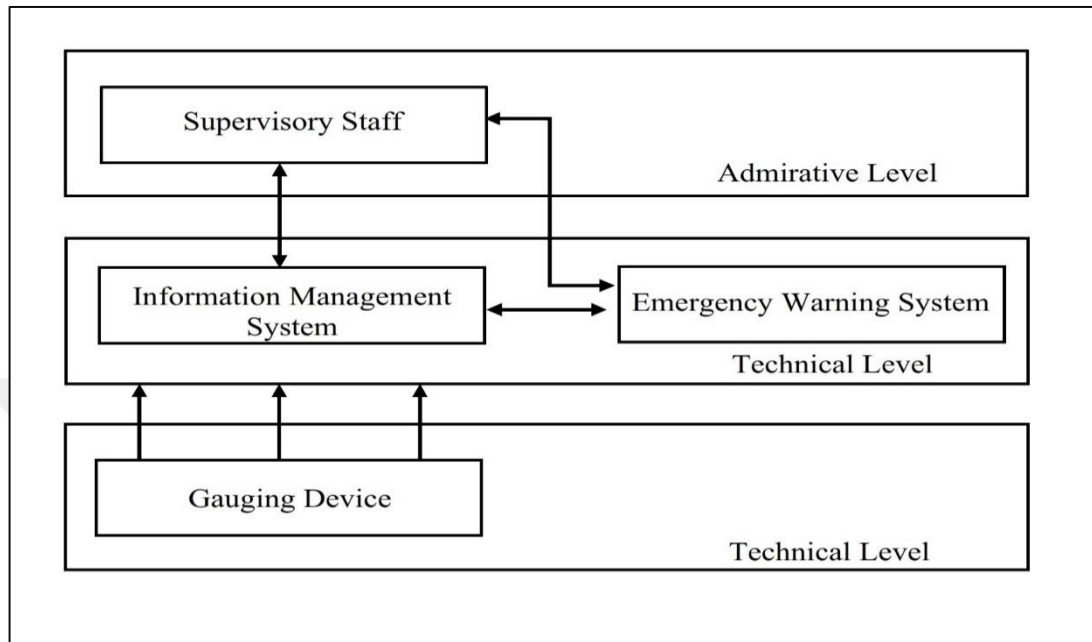 Supervisory Staff
Admirative Level
Information Management
System
Emergency Warning System
Technical Level
Gauging Device
Technical Level